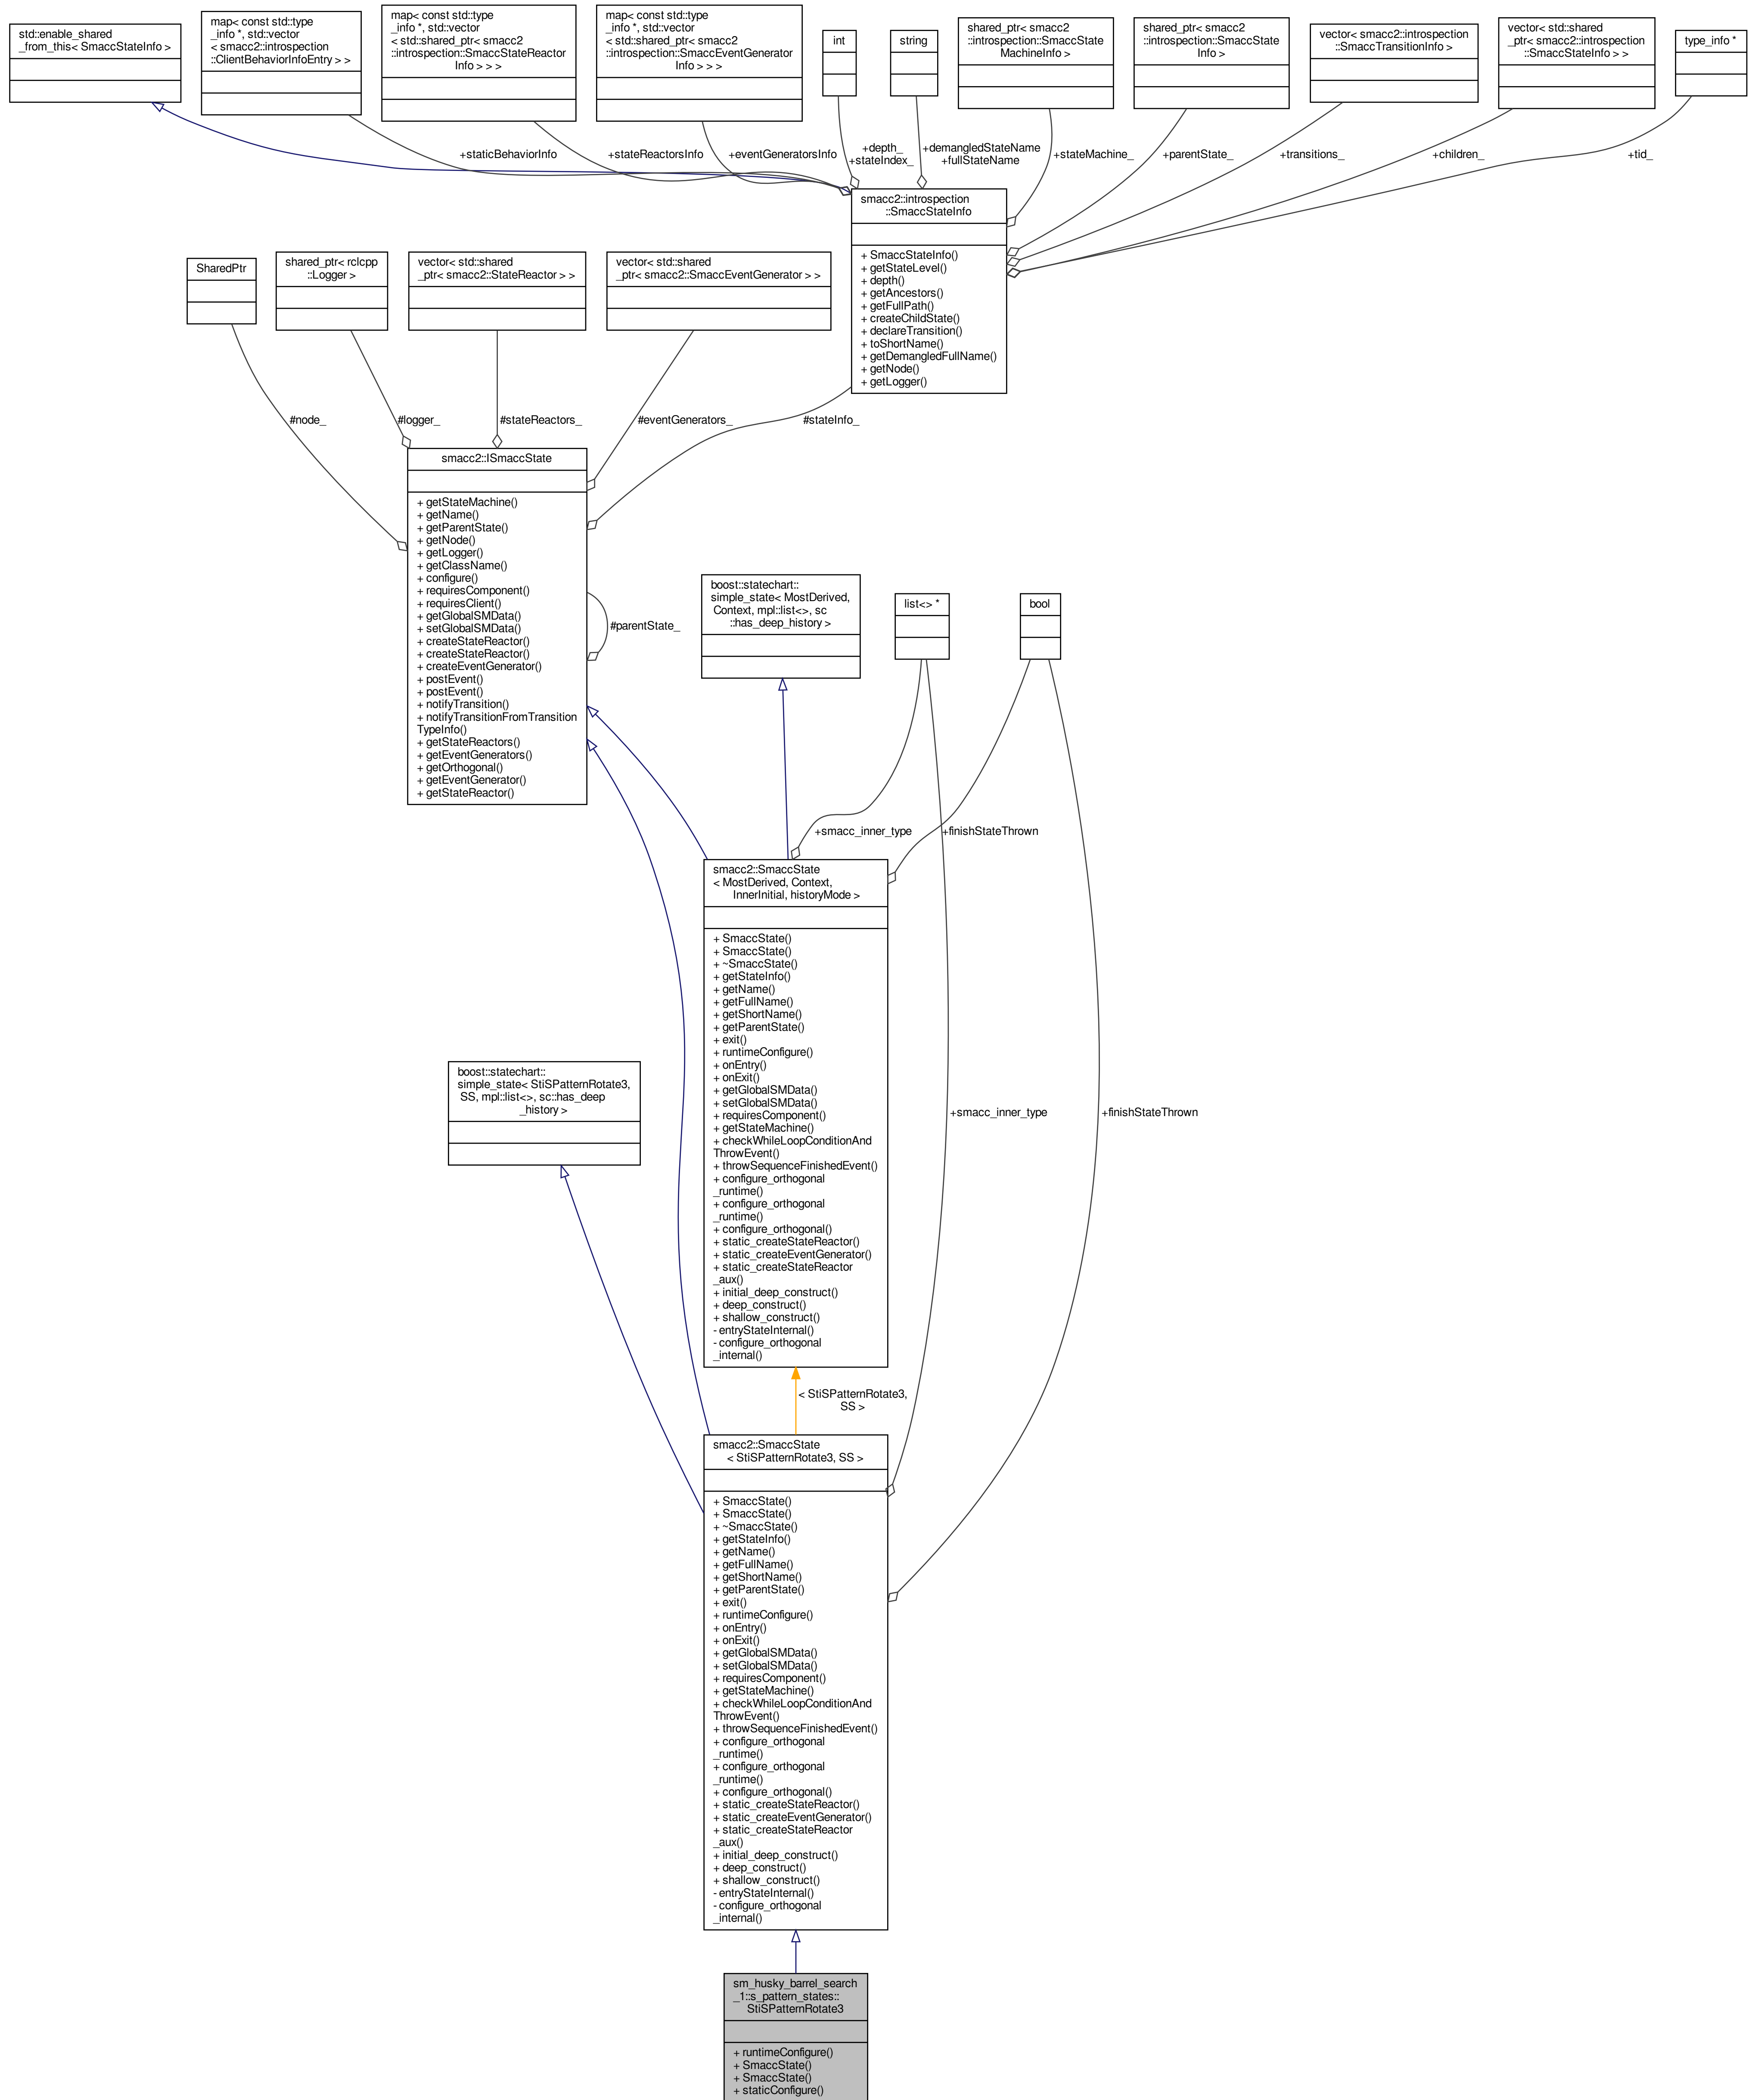 std::enable_shared
_from_this< SmaccStateInfo >
map< const std::type
_info *, std::vector
< smacc2::introspection
::ClientBehaviorInfoEntry > >
map< const std::type
_info *, std::vector
< std::shared_ptr< smacc2
::introspection::SmaccStateReactor
Info > > >
map< const std::type
_info *, std::vector
< std::shared_ptr< smacc2
::introspection::SmaccEventGenerator
Info > > >
int
string
shared_ptr< smacc2
::introspection::SmaccState
MachineInfo >
shared_ptr< smacc2
::introspection::SmaccState
Info >
vector< smacc2::introspection
::SmaccTransitionInfo >
vector< std::shared
_ptr< smacc2::introspection
::SmaccStateInfo > >
type_info *
+staticBehaviorInfo
+stateReactorsInfo
+eventGeneratorsInfo
+depth_
+stateIndex_
+demangledStateName
+fullStateName
+stateMachine_
+parentState_
+transitions_
+children_
+tid_
smacc2::introspection
::SmaccStateInfo
+ SmaccStateInfo()
+ getStateLevel()
+ depth()
+ getAncestors()
+ getFullPath()
+ createChildState()
+ declareTransition()
+ toShortName()
+ getDemangledFullName()
+ getNode()
+ getLogger()
SharedPtr
shared_ptr< rclcpp
::Logger >
vector< std::shared
_ptr< smacc2::StateReactor > >
vector< std::shared
_ptr< smacc2::SmaccEventGenerator > >
#node_
#logger_
#stateReactors_
#eventGenerators_
#stateInfo_
smacc2::ISmaccState
+ getStateMachine()
+ getName()
+ getParentState()
+ getNode()
+ getLogger()
+ getClassName()
+ configure()
+ requiresComponent()
+ requiresClient()
+ getGlobalSMData()
+ setGlobalSMData()
+ createStateReactor()
+ createStateReactor()
+ createEventGenerator()
+ postEvent()
+ postEvent()
+ notifyTransition()
+ notifyTransitionFromTransition
TypeInfo()
+ getStateReactors()
+ getEventGenerators()
+ getOrthogonal()
+ getEventGenerator()
+ getStateReactor()
#parentState_
boost::statechart::
simple_state< MostDerived,
Context, mpl::list<>, sc
::has_deep_history >
list<> *
bool
+smacc_inner_type
+finishStateThrown
smacc2::SmaccState
< MostDerived, Context,
InnerInitial, historyMode >
+ SmaccState()
+ SmaccState()
+ ~SmaccState()
+ getStateInfo()
+ getName()
+ getFullName()
+ getShortName()
+ getParentState()
+ exit()
+ runtimeConfigure()
+ onEntry()
+ onExit()
+ getGlobalSMData()
+ setGlobalSMData()
+ requiresComponent()
+ getStateMachine()
+ checkWhileLoopConditionAnd
ThrowEvent()
+ throwSequenceFinishedEvent()
+ configure_orthogonal
_runtime()
+ configure_orthogonal
_runtime()
+ configure_orthogonal()
+ static_createStateReactor()
+ static_createEventGenerator()
+ static_createStateReactor
_aux()
+ initial_deep_construct()
+ deep_construct()
+ shallow_construct()
- entryStateInternal()
- configure_orthogonal
_internal()
boost::statechart::
simple_state< StiSPatternRotate3,
SS, mpl::list<>, sc::has_deep
_history >
+smacc_inner_type
+finishStateThrown
< StiSPatternRotate3,
SS >
smacc2::SmaccState
< StiSPatternRotate3, SS >
+ SmaccState()
+ SmaccState()
+ ~SmaccState()
+ getStateInfo()
+ getName()
+ getFullName()
+ getShortName()
+ getParentState()
+ exit()
+ runtimeConfigure()
+ onEntry()
+ onExit()
+ getGlobalSMData()
+ setGlobalSMData()
+ requiresComponent()
+ getStateMachine()
+ checkWhileLoopConditionAnd
ThrowEvent()
+ throwSequenceFinishedEvent()
+ configure_orthogonal
_runtime()
+ configure_orthogonal
_runtime()
+ configure_orthogonal()
+ static_createStateReactor()
+ static_createEventGenerator()
+ static_createStateReactor
_aux()
+ initial_deep_construct()
+ deep_construct()
+ shallow_construct()
- entryStateInternal()
- configure_orthogonal
_internal()
sm_husky_barrel_search
_1::s_pattern_states::
StiSPatternRotate3
+ runtimeConfigure()
+ SmaccState()
+ SmaccState()
+ staticConfigure()